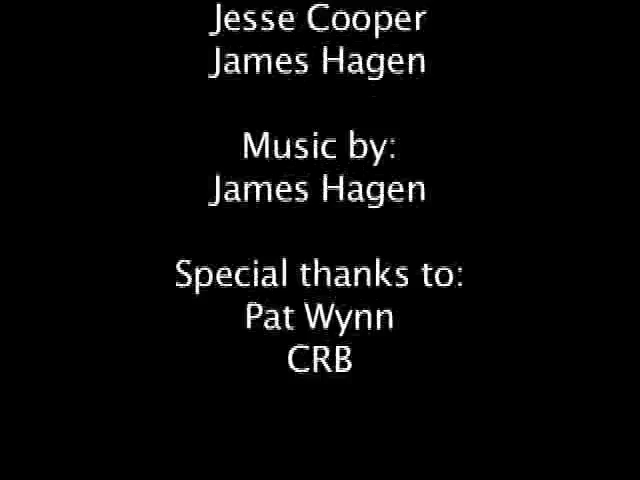 Jesse Cooper
James Hagen
Music by:
James Hagen
Special thanks to:
Pat Wynn
CRB